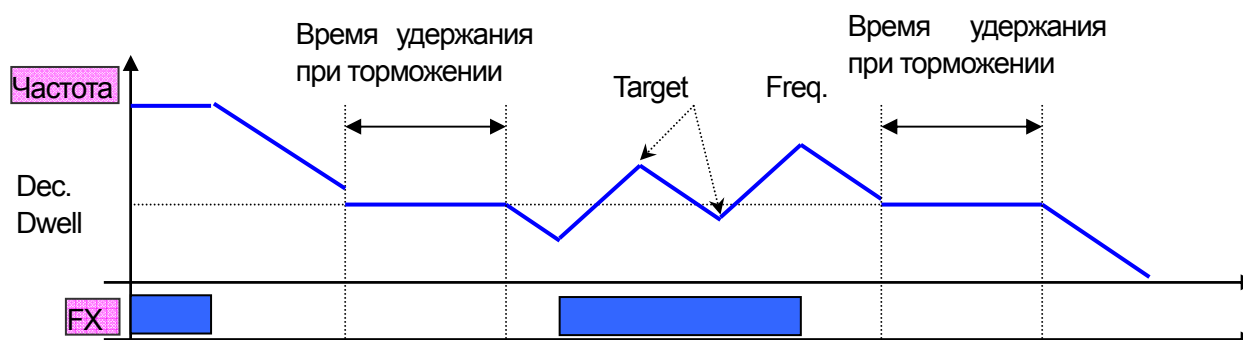 Время удержания
при торможении
Время удержания
при торможении
Частота
Target Freq.
Dec.
Dwell
FX